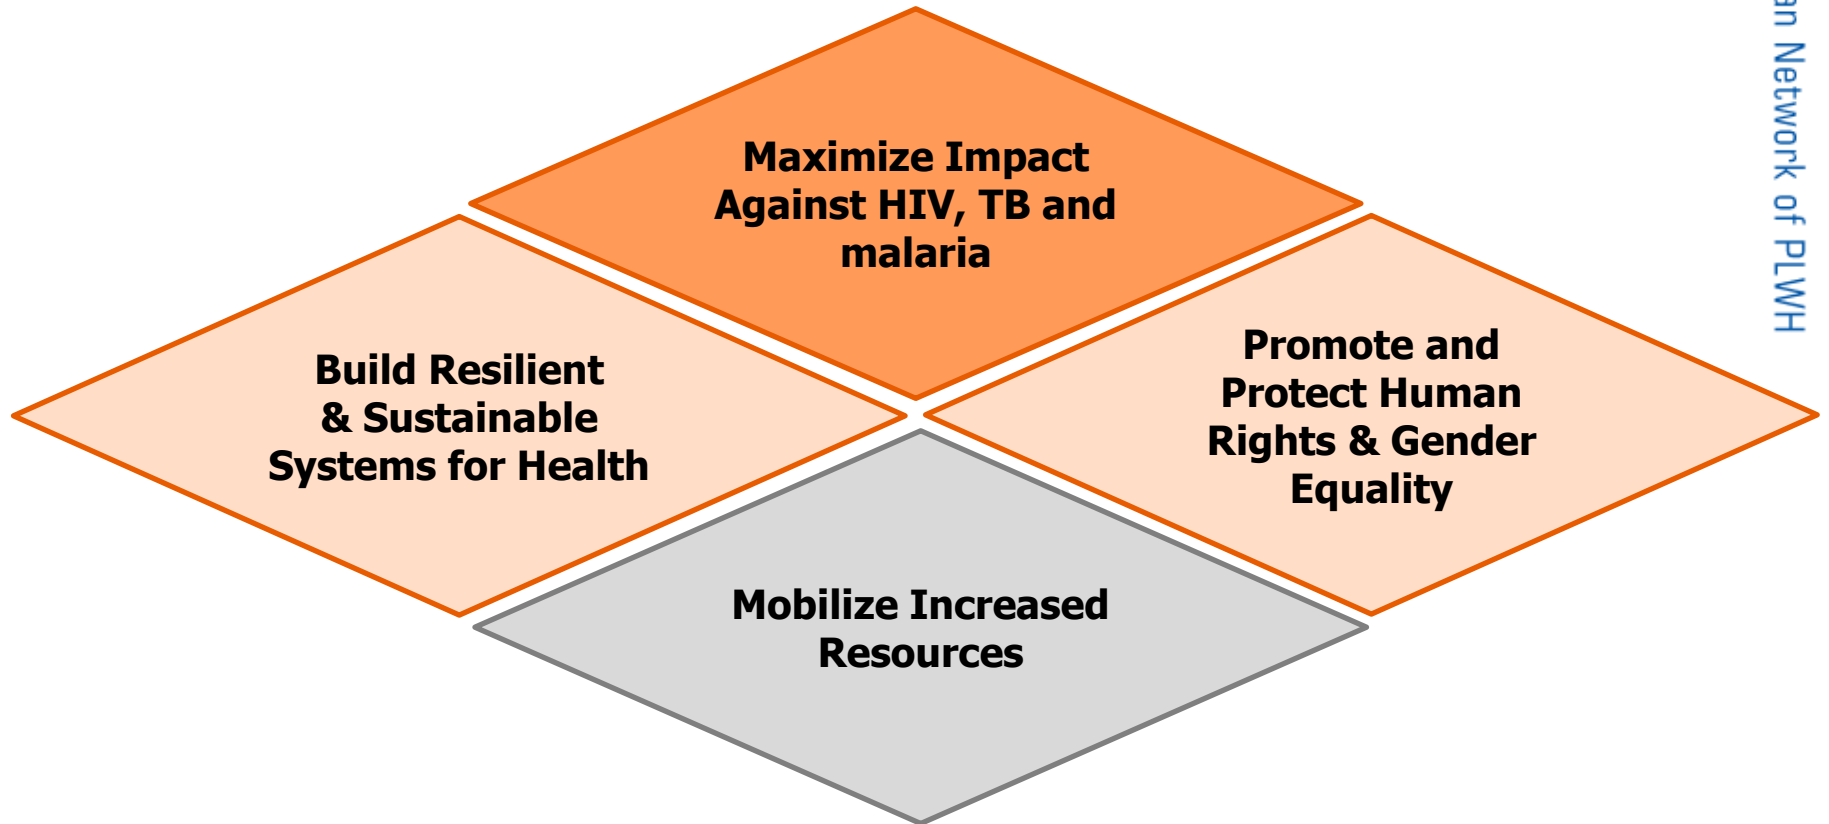 Maximize Impact
Against HIV, TB and
malaria
Build Resilient
& Sustainable
Systems for Health
Promote and
Protect Human
Rights & Gender
Equality
Mobilize Increased
Resources
Network of PLWH